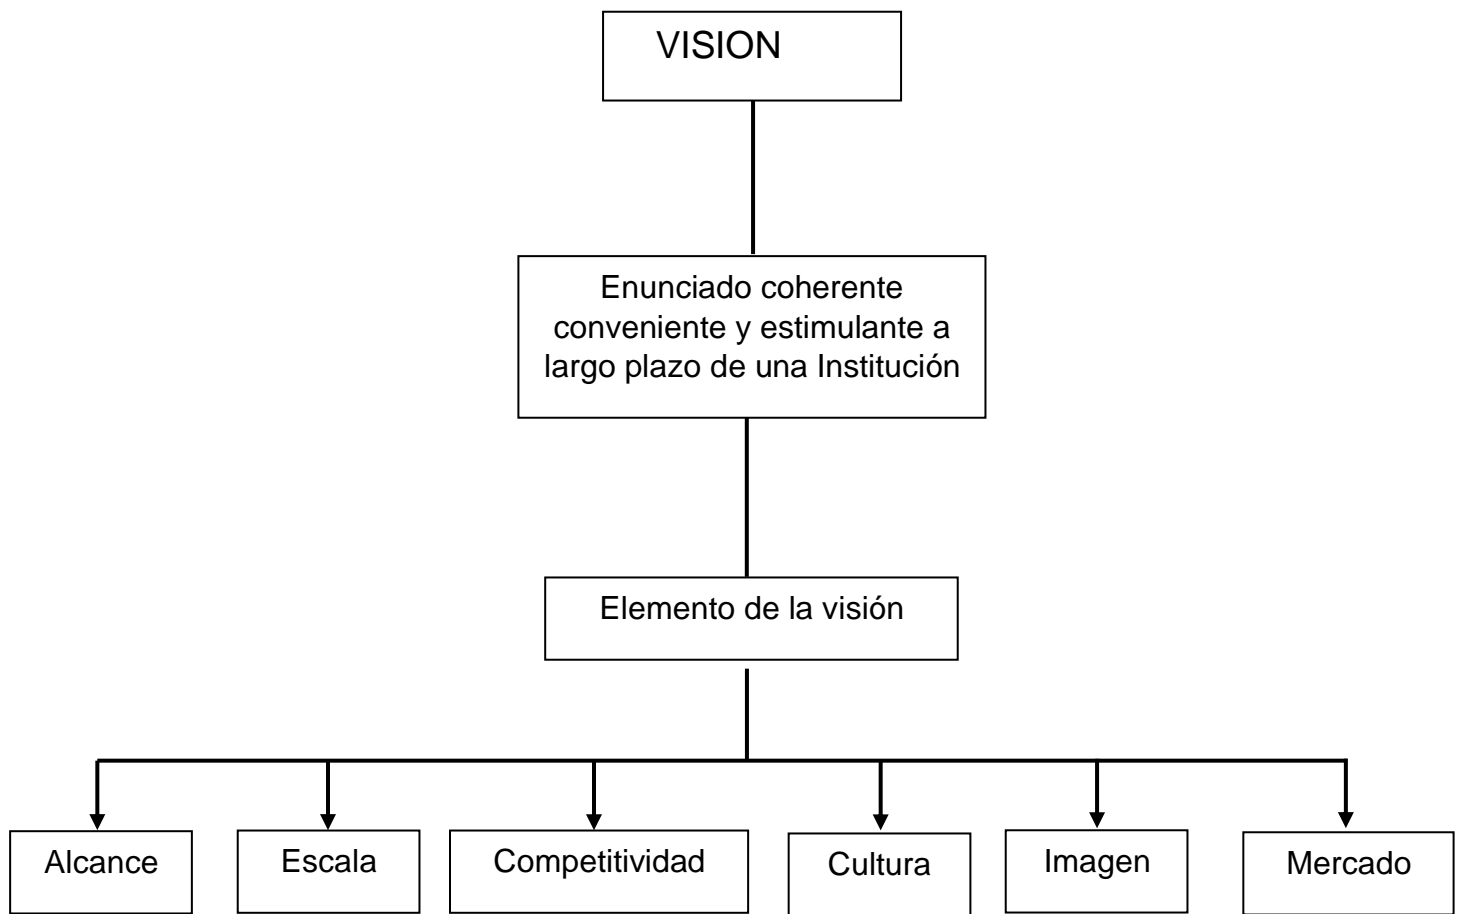 VISION
Enunciado coherente
conveniente y estimulante a
largo plazo de una Institución
Elemento de la visión
Alcance
Escala
Competitividad
Cultura
Imagen
Mercado